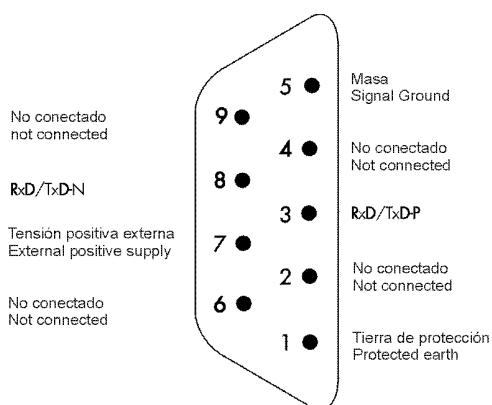 No conectado
not connected
RxD/TxD-N
Tensión positiva externa
External positive supply
No conectado
Not connected
9
8
7
6
5
4
3
2
1
Masa
Signal Ground
No conectado
Not connected
RxD/TxD-P
No conectado
Not connected
Tierra de protección
Protected earth